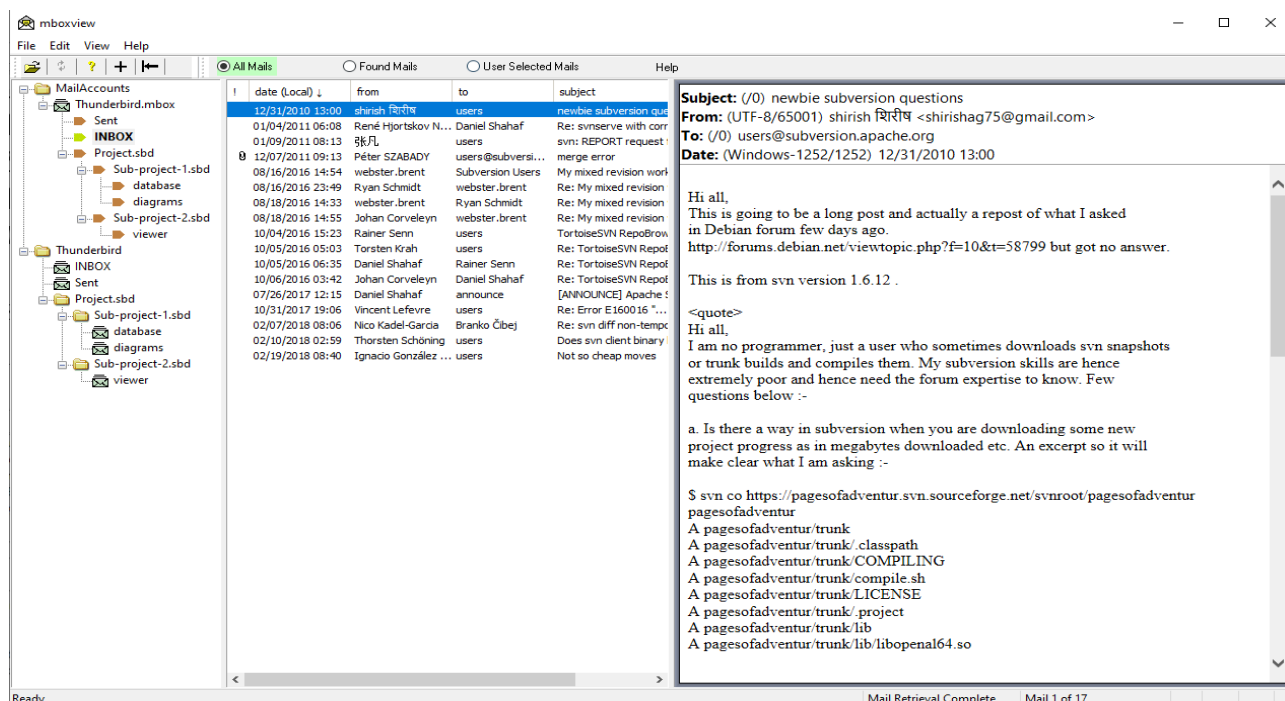 mboxview
File Edit View Help
All Mails Found Mails User Selected Mails Help
MailAccounts
Thunderbird.mbox
Sent
INBOX
Project.sbd
Sub-project-1.sbd
database
diagrams
Sub-project-2.sbd
viewer
Thunderbird
INBOX
Sent
Project.sbd
Sub-project-1.sbd
database
diagrams
Sub-project-2.sbd
viewer
! date (Local) ↓ from to subject
12/31/2010 13:00 shirish शिरीष users newbie subversion que
01/04/2011 06:08 René Hjortskov N... Daniel Shahaf Re: svnserve with corr
01/09/2011 08:13 张凡 users svn: REPORT request
12/07/2011 09:13 Péter SZABADY users@subversi... merge error
08/16/2016 14:54 webster.brent Subversion Users My mixed revision work
08/16/2016 23:49 Ryan Schmidt webster.brent Re: My mixed revision
08/18/2016 14:33 webster.brent Ryan Schmidt Re: My mixed revision
08/18/2016 14:55 Johan Corveleyn webster.brent Re: My mixed revision
10/04/2016 15:23 Rainer Senn users TortoiseSVN RepoBrow
10/05/2016 05:03 Torsten Krah users Re: TortoiseSVN RepoB
10/05/2016 06:35 Daniel Shahaf Rainer Senn Re: TortoiseSVN RepoB
10/06/2016 03:42 Johan Corveleyn Daniel Shahaf Re: TortoiseSVN RepoB
07/26/2017 12:15 Daniel Shahaf announce [ANNOUNCE] Apache S
10/31/2017 19:06 Vincent Lefevre users Re: Error E160016 "...
02/07/2018 08:06 Nico Kadel-Garcia Branko Čibej Re: svn diff non-tempo
02/10/2018 02:59 Thorsten Schöning users Does svn client binary
02/19/2018 08:40 Ignacio González ... users Not so cheap moves
Subject: (/0) newbie subversion questions
From: (UTF-8/65001) shirish शिरीष <shirishag75@gmail.com>
To: (/0) users@subversion.apache.org
Date: (Windows-1252/1252) 12/31/2010 13:00
Hi all,
This is going to be a long post and actually a repost of what I asked
in Debian forum few days ago.
http://forums.debian.net/viewtopic.php?f=10&t=58799 but got no answer.
This is from svn version 1.6.12 .
<quote>
Hi all,
I am no programmer, just a user who sometimes downloads svn snapshots
or trunk builds and compiles them. My subversion skills are hence
extremely poor and hence need the forum expertise to know. Few
questions below :-
a. Is there a way in subversion when you are downloading some new
project progress as in megabytes downloaded etc. An excerpt so it will
make clear what I am asking :-
$ svn co https://pagesofadventur.svn.sourceforge.net/svnroot/pagesofadventur
pagesofadventur
A pagesofadventur/trunk
A pagesofadventur/trunk/.classpath
A pagesofadventur/trunk/COMPILING
A pagesofadventur/trunk/compile.sh
A pagesofadventur/trunk/LICENSE
A pagesofadventur/trunk/.project
A pagesofadventur/trunk/lib
A pagesofadventur/trunk/lib/libopenal64.so
Ready Mail Retrieval Complete Mail 1 of 17